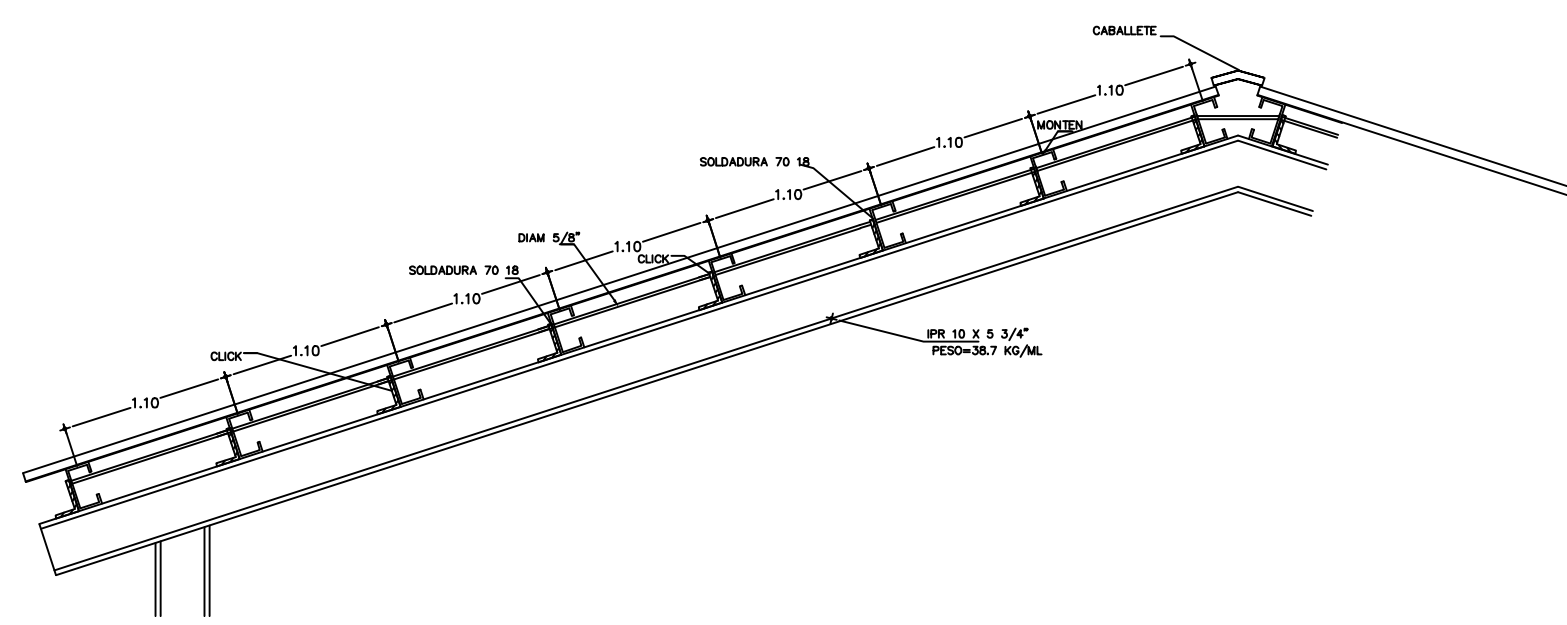 CABALLETE
1.10
1.10
MONTEN
SOLDADURA 70 18
1.10
DIAM 5/8"
1.10
CLICK
SOLDADURA 70 18
1.10
IPR 10 X 5 3/4"
PESO=38.7 KG/ML
CLICK
1.10
1.10